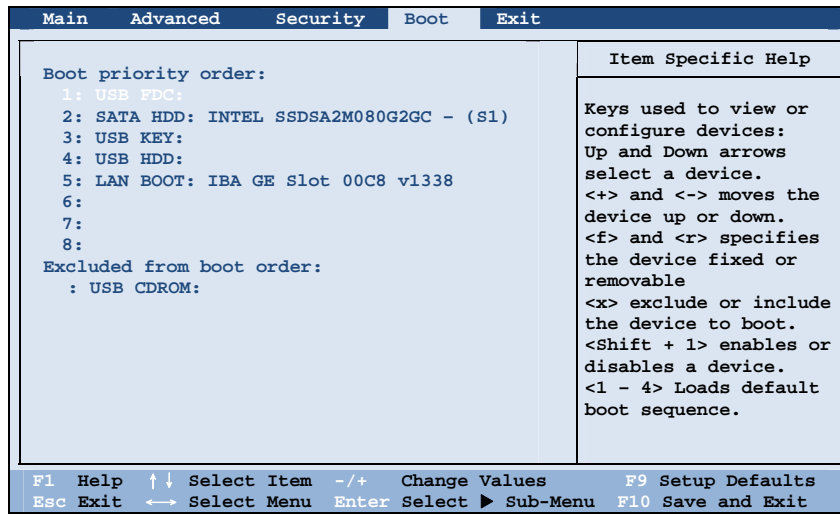 Main Advanced Security Boot Exit
Boot priority order:
1: USB FDC:
2: SATA HDD: INTEL SSDSA2M080G2GC – (S1)
3: USB KEY:
4: USB HDD:
5: LAN BOOT: IBA GE Slot 00C8 v1338
6:
7:
8:
Excluded from boot order:
: USB CDROM:
Item Specific Help
Keys used to view or
configure devices:
Up and Down arrows
select a device.
<+> and <-> moves the
device up or down.
<f> and <r> specifies
the device fixed or
removable
<x> exclude or include
the device to boot.
<Shift + 1> enables or
disables a device.
<1 – 4> Loads default
boot sequence.
F1 Help ↑↓ Select Item -/+ Change Values F9 Setup Defaults
Esc Exit ←→ Select Menu Enter Select ▶ Sub-Menu F10 Save and Exit